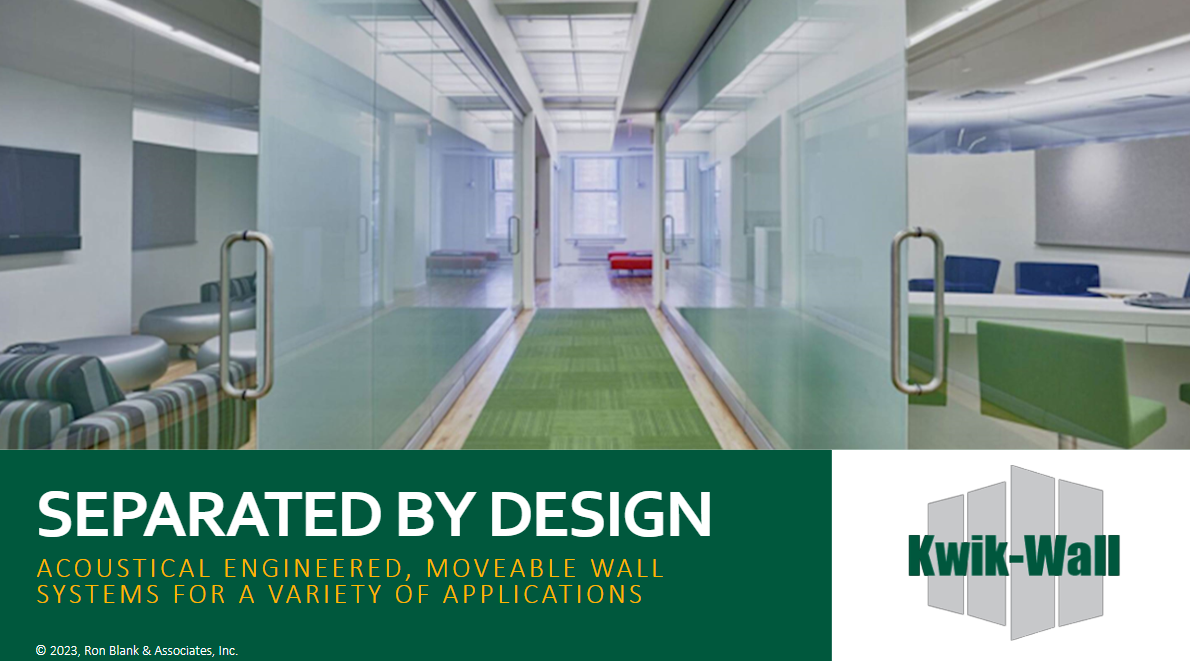 SEPARATED BY DESIGN
ACOUSTICAL ENGINEERED, MOVEABLE WALL
SYSTEMS FOR A VARIETY OF APPLICATIONS
© 2023, Ron Blank & Associates, Inc.
Kwik-Wall